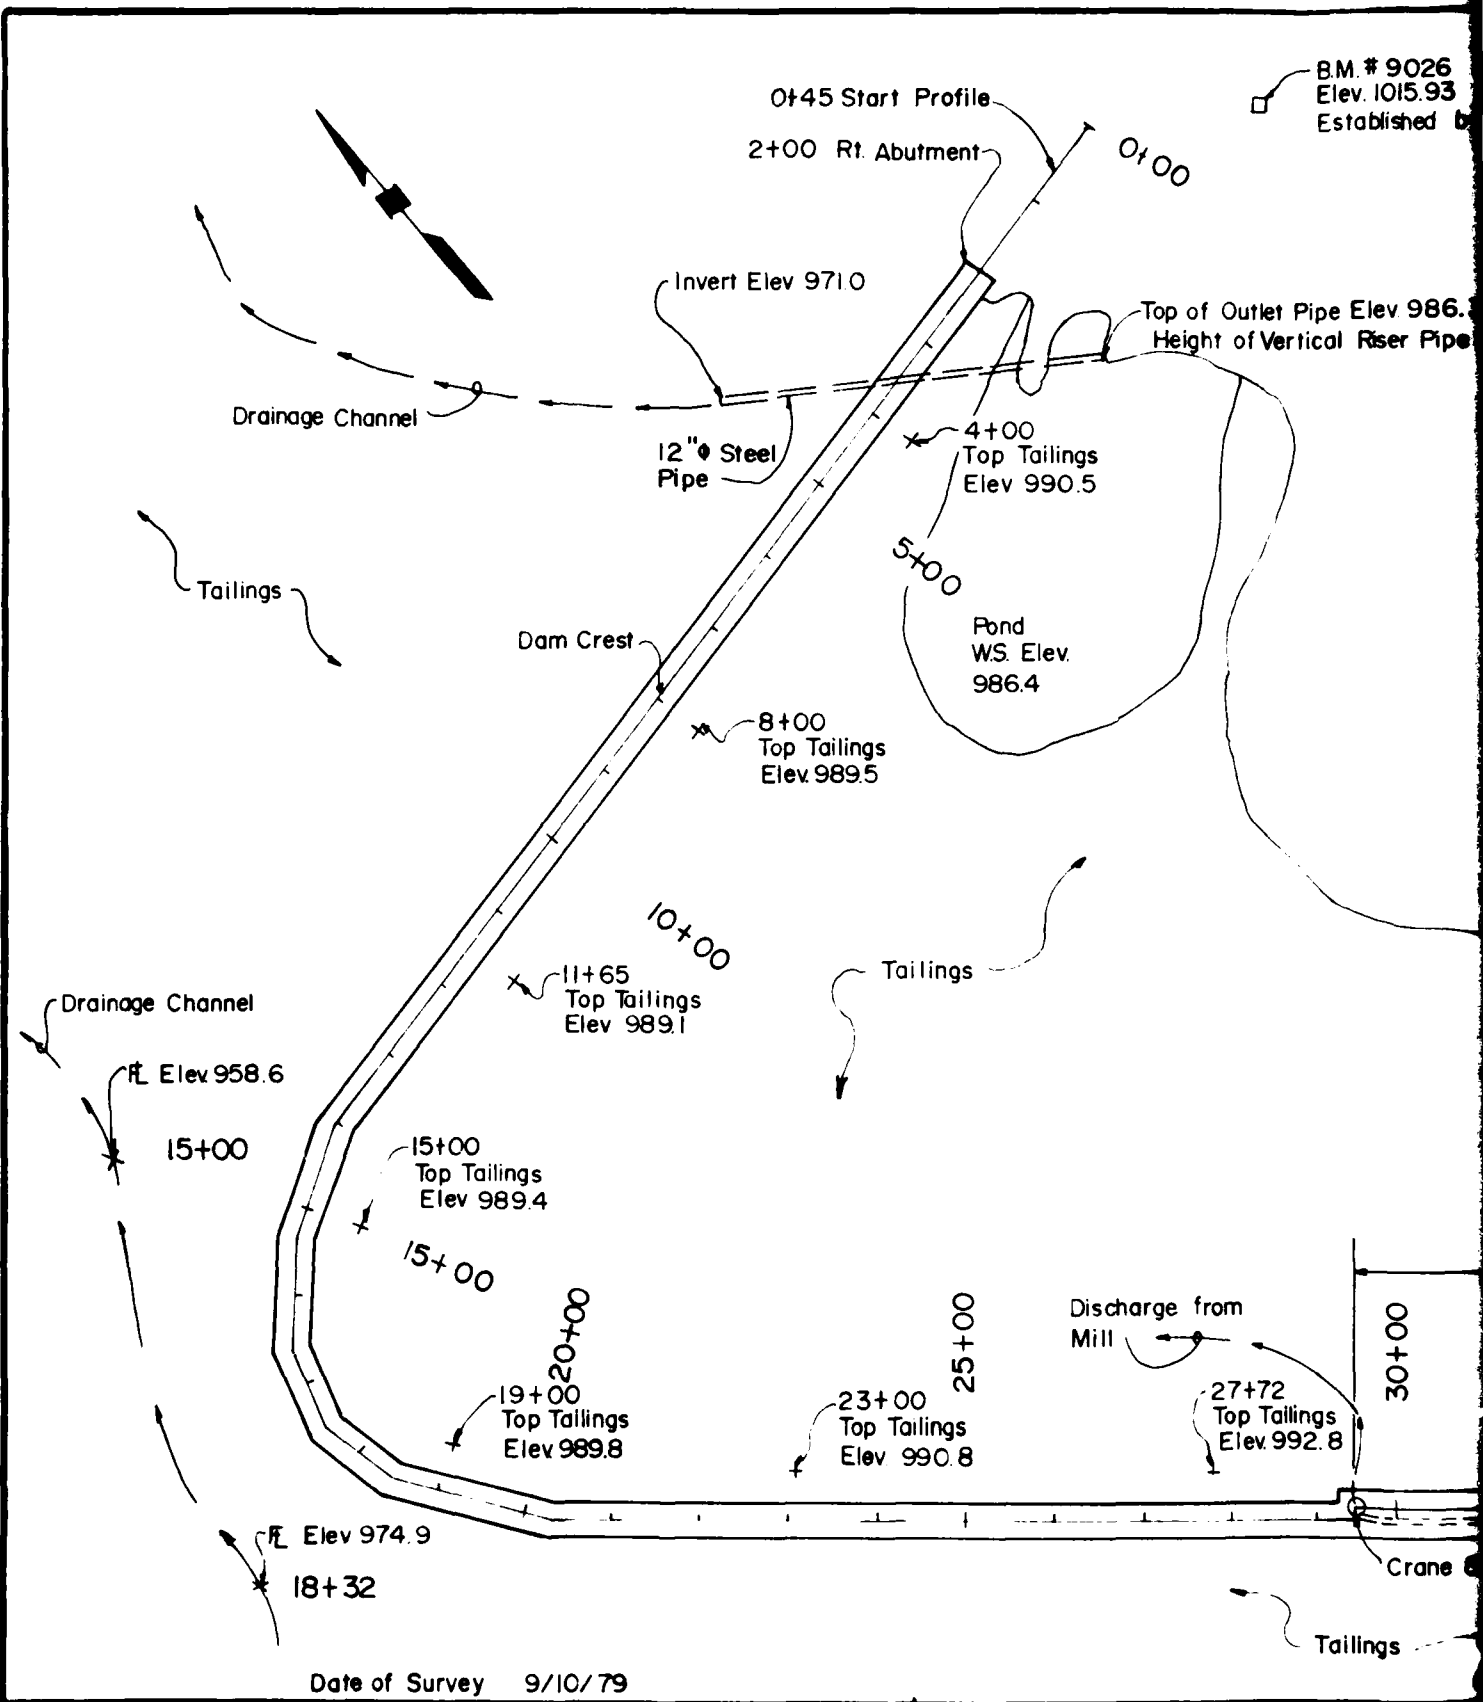 B.M. # 9026
Elev. 1015.93
Established
0+45 Start Profile
2+00 Rt. Abutment
0+00
Invert Elev 971.0
Top of Outlet Pipe Elev 986.
Height of Vertical Riser Pipe
Drainage Channel
12"ϕ Steel
Pipe
4+00
Top Tailings
Elev 990.5
5+00
Tailings
Pond
W.S. Elev.
986.4
Dam Crest
8+00
Top Tailings
Elev. 989.5
10+00
Tailings
11+65
Top Tailings
Elev 989.1
Drainage Channel
FL Elev. 958.6
15+00
15+00
Top Tailings
Elev 989.4
15+00
20+00
25+00
30+00
Discharge from
Mill
19+00
Top Tailings
Elev. 989.8
23+00
Top Tailings
Elev 990.8
27+72
Top Tailings
Elev. 992.8
FL Elev 974.9
18+32
Crane
Tailings
Date of Survey 9/10/79